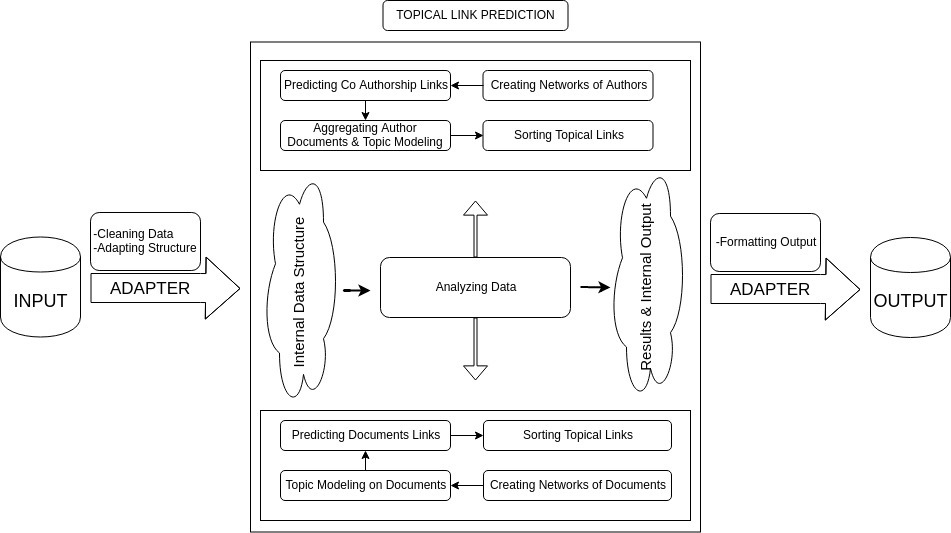 TOPICAL LINK PREDICTION
Predicting Co Authorship Links
Creating Networks of Authors
Aggregating Author
Documents & Topic Modeling
Sorting Topical Links
-Cleaning Data
-Adapting Structure
INPUT
ADAPTER
Internal Data Structure
Analyzing Data
Results & Internal Output
-Formatting Output
ADAPTER
OUTPUT
Predicting Documents Links
Sorting Topical Links
Topic Modeling on Documents
Creating Networks of Documents